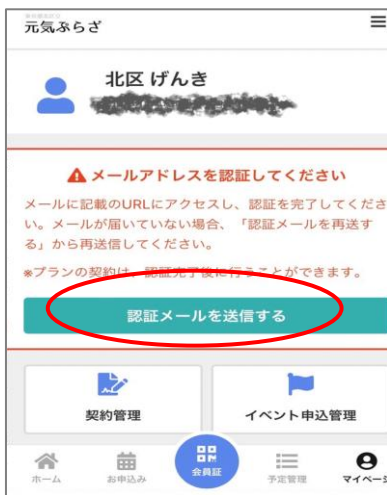 元気ぷらざ
北区 げんき
メールアドレスを認証してください
メールに記載のURLにアクセスし、認証を完了してくださ
い。メールが届いていない場合、「認証メールを再送す
る」から再送信してください。
※プランの契約は、認証完了後に行うことができます。
認証メールを送信する
契約管理
イベント申込管理
ホーム
お申込み
会員証
予定管理
マイページ